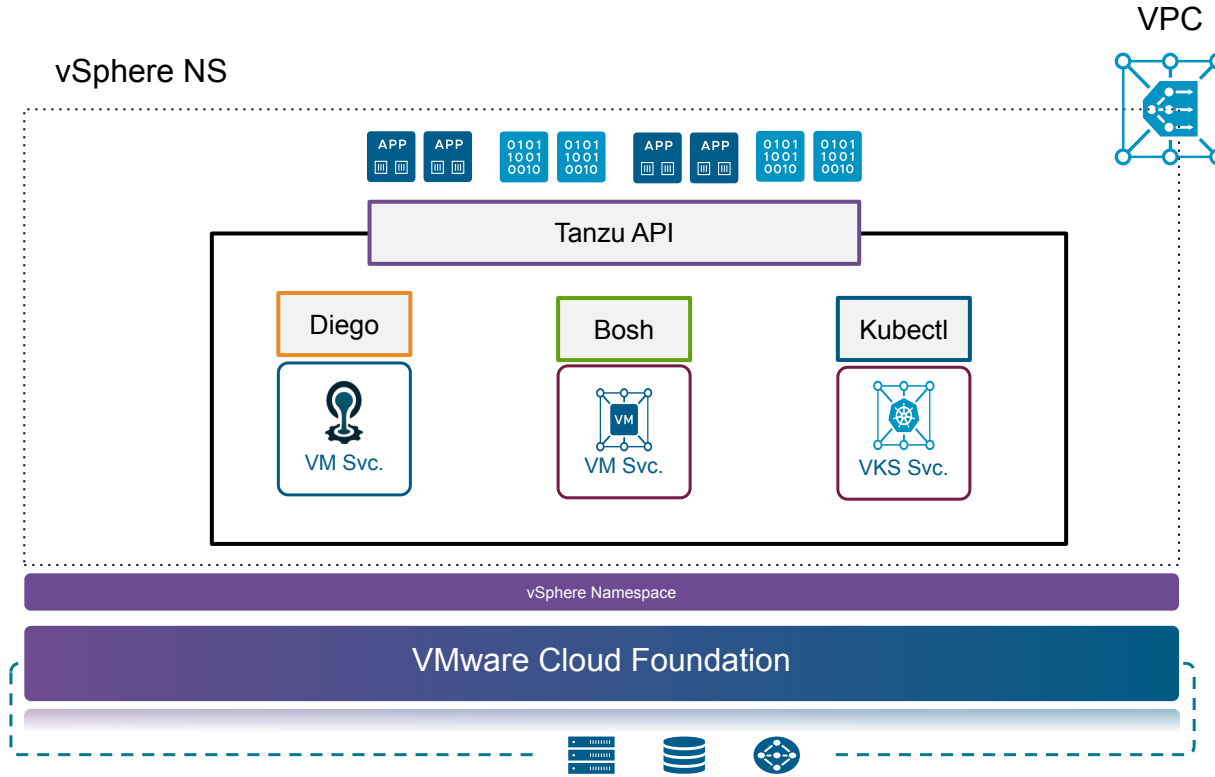 VPC
vSphere NS
APP APP 0101 0101 APP APP 0101 0101
1001 1001 1001 1001
0010 0010 0010 0010
Tanzu API
Diego Bosh Kubectl
VM
VM Svc. VM Svc. VKS Svc.
vSphere Namespace
VMware Cloud Foundation